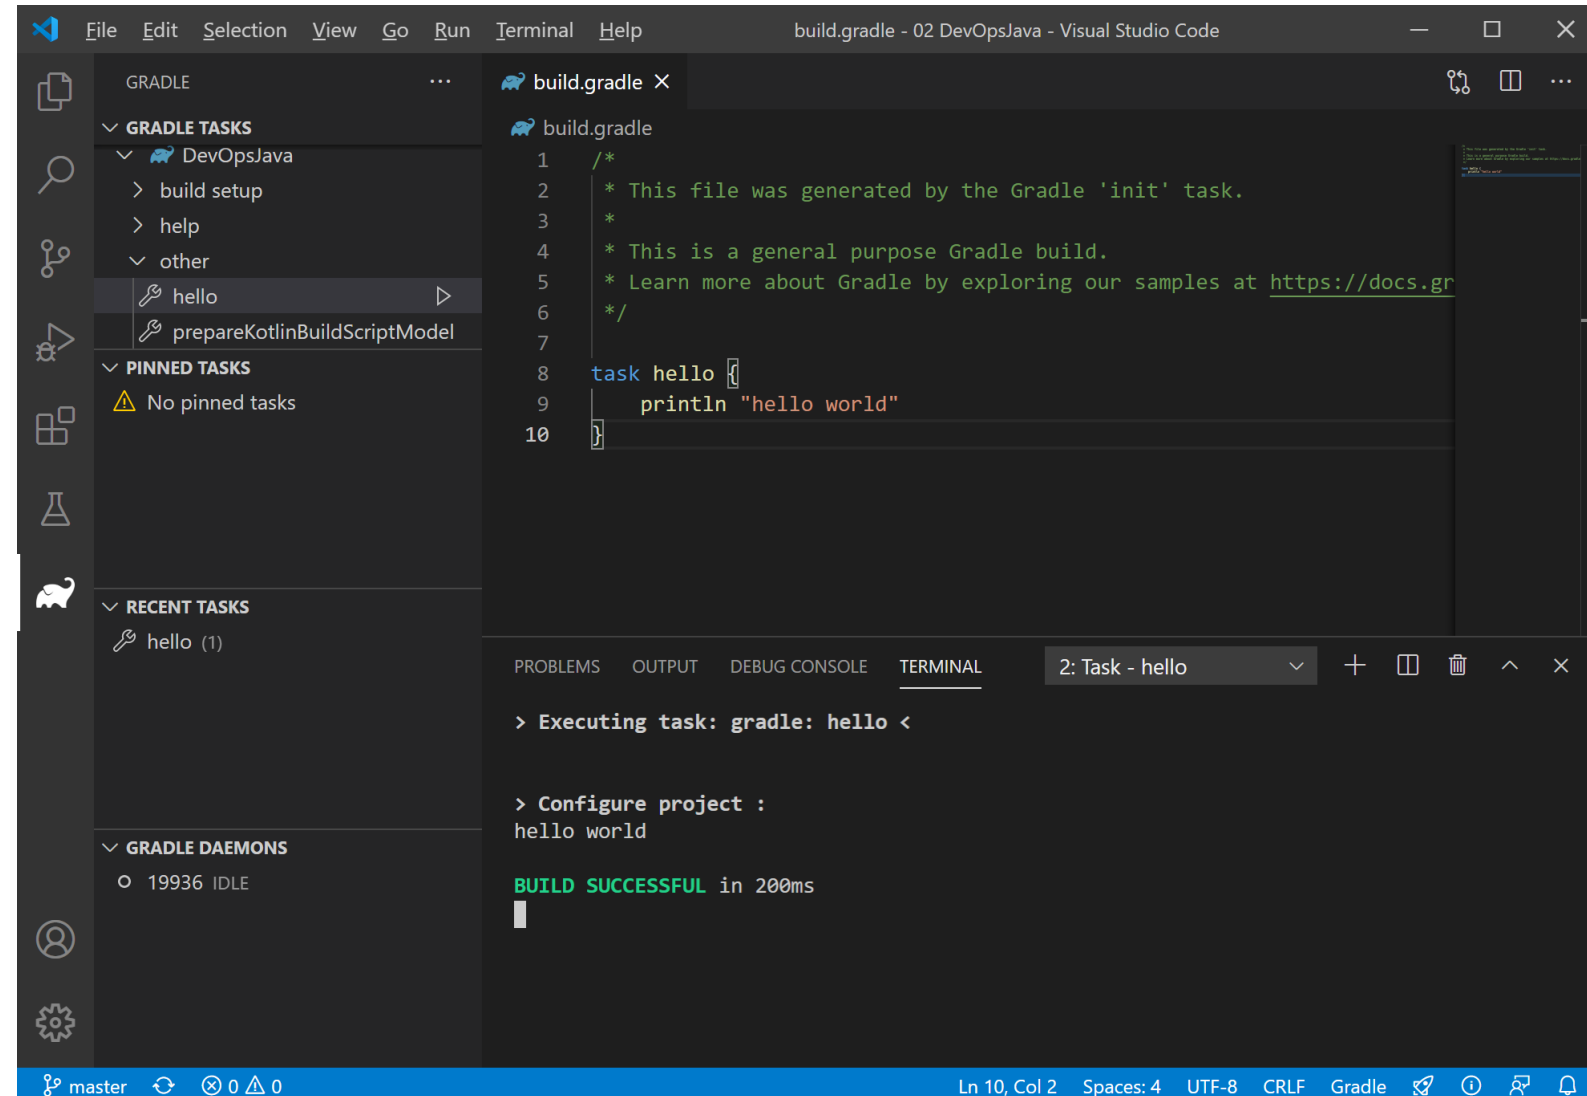 File Edit Selection View Go Run Terminal Help build.gradle - 02 DevOpsJava - Visual Studio Code
GRADLE
GRADLE TASKS
DevOpsJava
build setup
help
other
hello
prepareKotlinBuildScriptModel
PINNED TASKS
No pinned tasks
RECENT TASKS
hello (1)
GRADLE DAEMONS
19936 IDLE
build.gradle
build.gradle
1 /*
2  * This file was generated by the Gradle 'init' task.
3  *
4  * This is a general purpose Gradle build.
5  * Learn more about Gradle by exploring our samples at https://docs.gr
6  */
7
8 task hello {
9     println "hello world"
10 }
PROBLEMS OUTPUT DEBUG CONSOLE TERMINAL 2: Task - hello
> Executing task: gradle: hello <
> Configure project :
hello world
BUILD SUCCESSFUL in 200ms
master 0 0 Ln 10, Col 2 Spaces: 4 UTF-8 CRLF Gradle